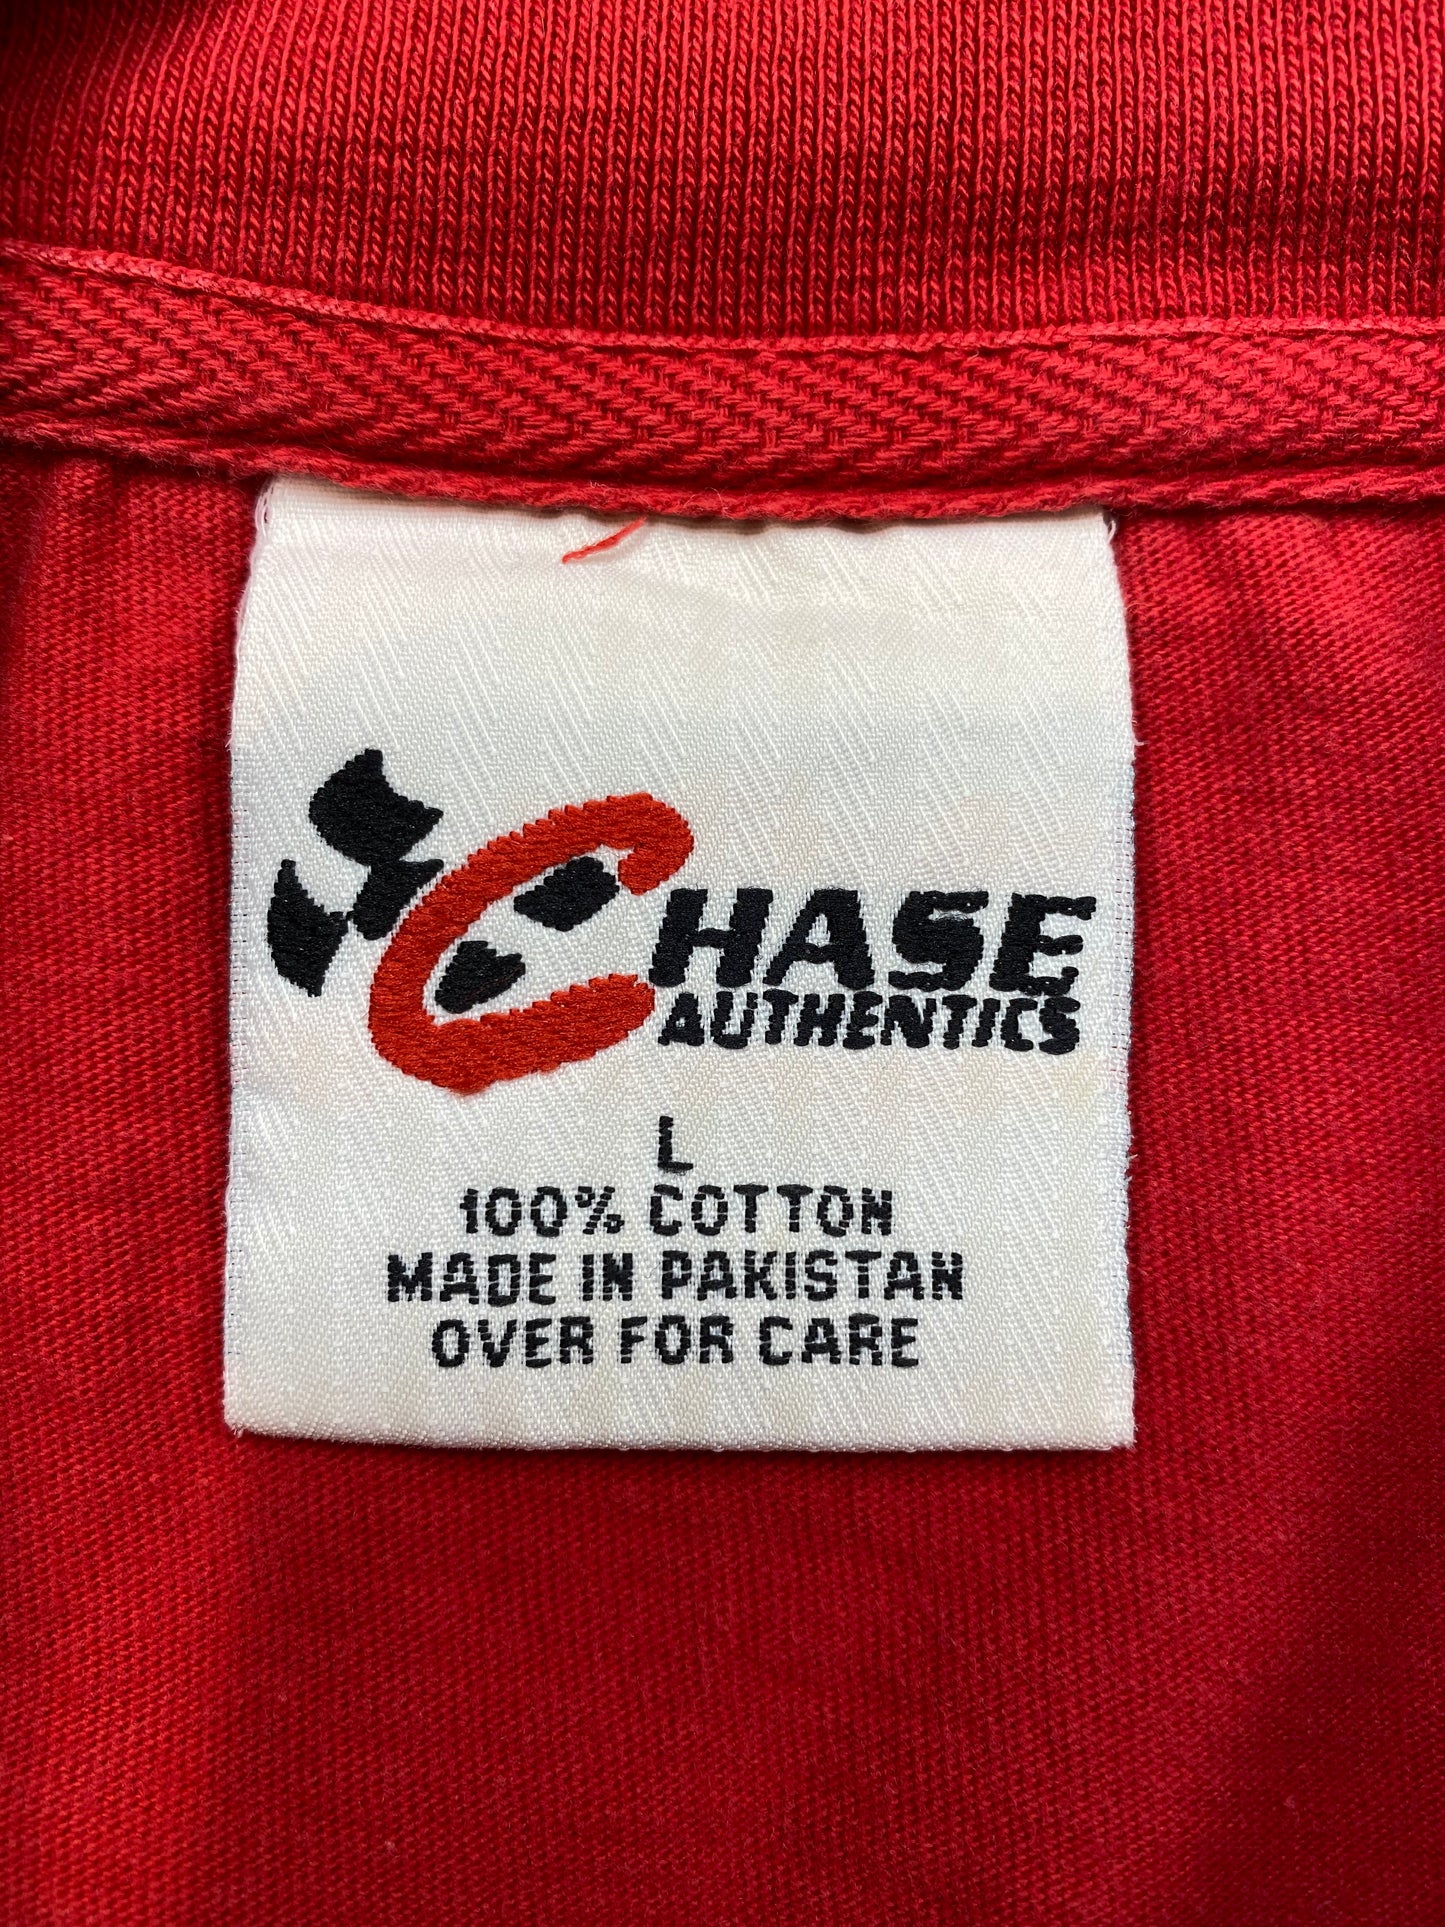 CHASE
AUTHENTICS
L
100% COTTON
MADE IN PAKISTAN
OVER FOR CARE